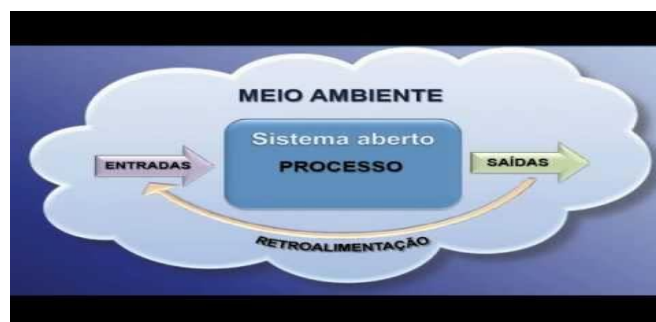 MEIO AMBIENTE
Sistema aberto
PROCESSO
ENTRADAS
SAÍDAS
RETROALIMENTAÇÃO